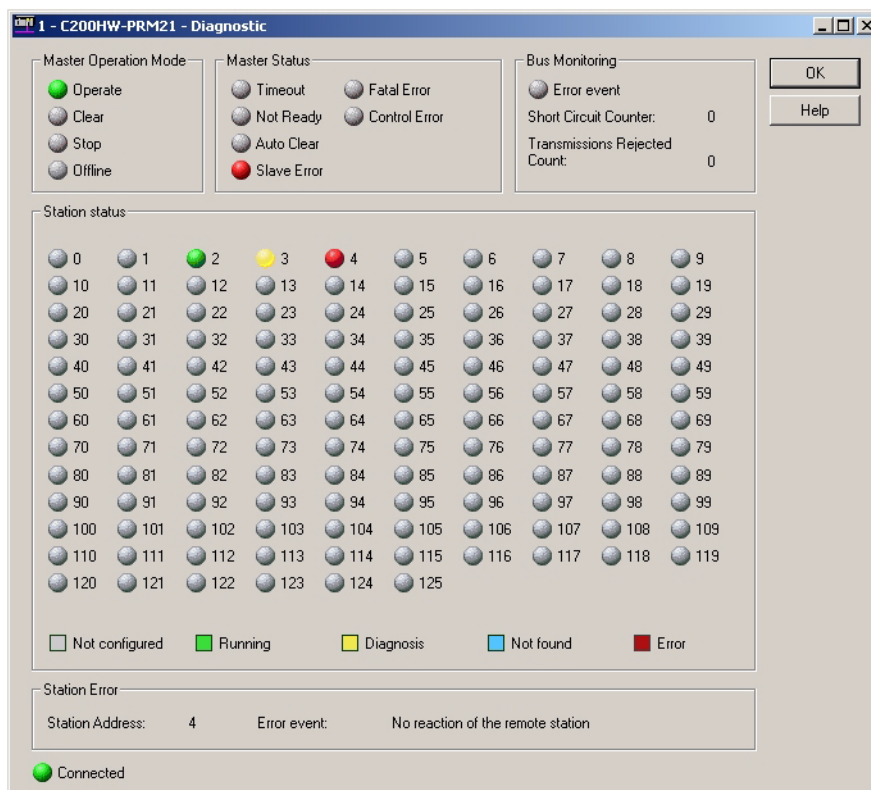 1 - C200HW-PRM21 - Diagnostic
Master Operation Mode
Operate
Clear
Stop
Offline
Master Status
Timeout
Not Ready
Auto Clear
Slave Error
Fatal Error
Control Error
Bus Monitoring
Error event
Short Circuit Counter: 0
Transmissions Rejected
Count: 0
OK
Help
Station status
0 1 2 3 4 5 6 7 8 9
10 11 12 13 14 15 16 17 18 19
20 21 22 23 24 25 26 27 28 29
30 31 32 33 34 35 36 37 38 39
40 41 42 43 44 45 46 47 48 49
50 51 52 53 54 55 56 57 58 59
60 61 62 63 64 65 66 67 68 69
70 71 72 73 74 75 76 77 78 79
80 81 82 83 84 85 86 87 88 89
90 91 92 93 94 95 96 97 98 99
100 101 102 103 104 105 106 107 108 109
110 111 112 113 114 115 116 117 118 119
120 121 122 123 124 125
Not configured Running Diagnosis Not found Error
Station Error
Station Address: 4 Error event: No reaction of the remote station
Connected